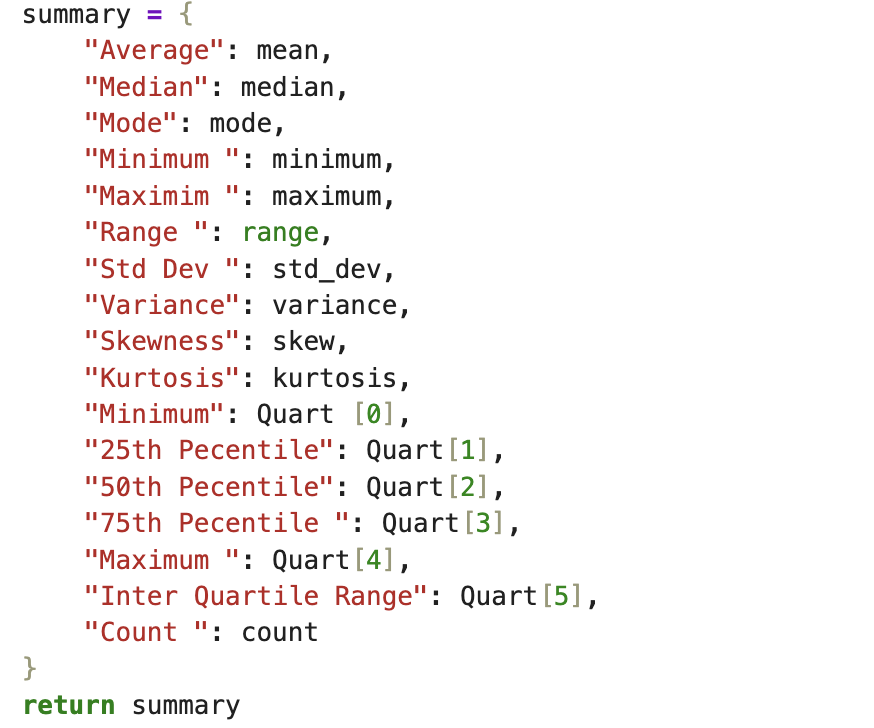 summary = {
    "Average": mean,
    "Median": median,
    "Mode": mode,
    "Minimum ": minimum,
    "Maximim ": maximum,
    "Range ": range,
    "Std Dev ": std_dev,
    "Variance": variance,
    "Skewness": skew,
    "Kurtosis": kurtosis,
    "Minimum": Quart [0],
    "25th Pecentile": Quart[1],
    "50th Pecentile": Quart[2],
    "75th Pecentile ": Quart[3],
    "Maximum ": Quart[4],
    "Inter Quartile Range": Quart[5],
    "Count ": count
}
return summary